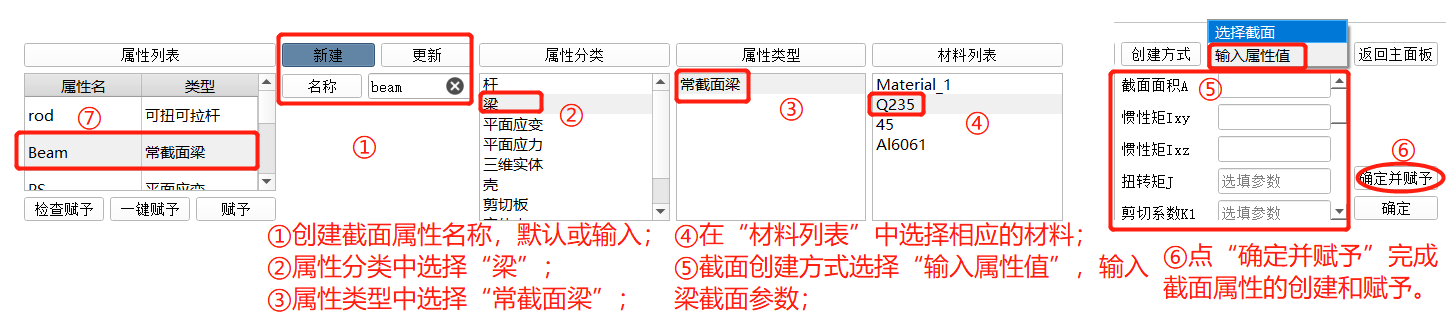 属性列表
属性名 类型
rod ⑦ 可扭可拉杆
Beam 常截面梁
检查赋予 一键赋予 赋予
新建 更新
名称 beam
①
属性分类
杆
梁
②
平面应变
平面应力
三维实体
壳
剪切板
属性类型
常截面梁
③
材料列表
Material_1
Q235
④
45
Al6061
选择截面
创建方式 输入属性值 返回主面板
截面面积A ⑤
惯性矩Ixy
惯性矩Ixz
扭转矩J 选填参数
剪切系数K1 选填参数
⑥
确定并赋予
确定
①创建截面属性名称，默认或输入；
②属性分类中选择“梁”；
③属性类型中选择“常截面梁”；
④在“材料列表”中选择相应的材料；
⑤截面创建方式选择“输入属性值”，输入
梁截面参数；
⑥点“确定并赋予”完成
截面属性的创建和赋予。